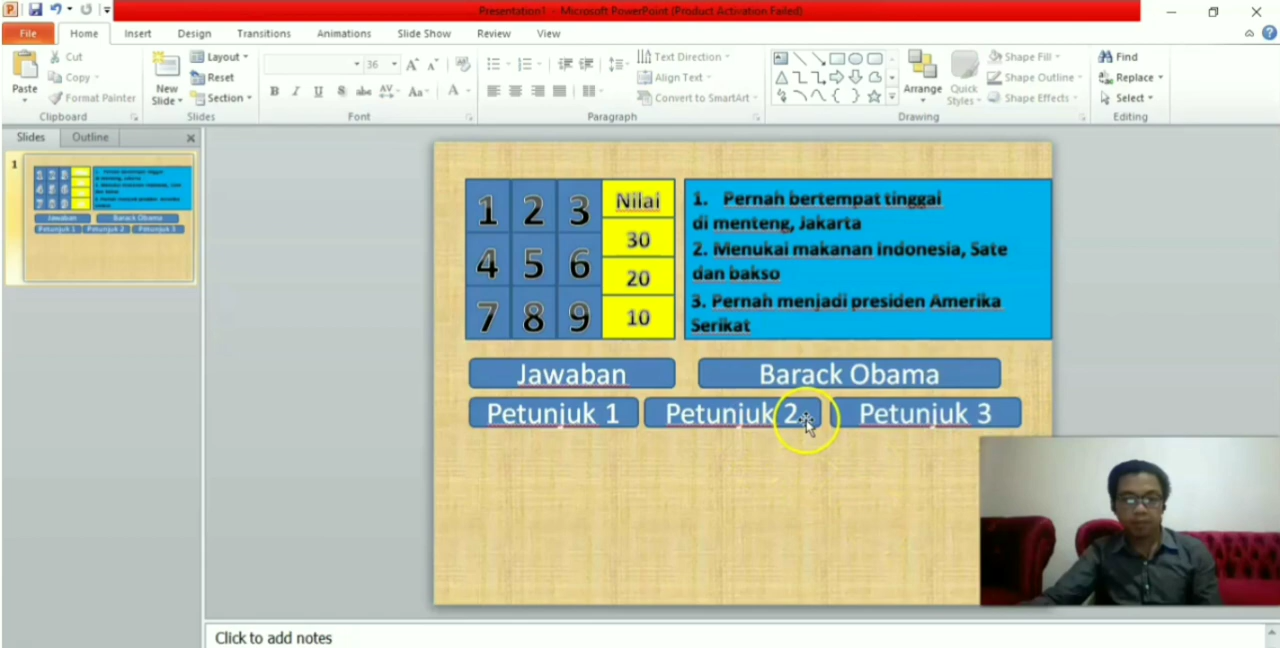 Presentation1 - Microsoft PowerPoint (Product Activation Failed)
File Home Insert Design Transitions Animations Slide Show Review View
Paste
Cut
Copy
Format Painter
Clipboard
New Slide
Layout
Reset
Section
Slides
36
B I U S abc AV Aa A
Font
Text Direction
Align Text
Convert to SmartArt
Paragraph
Arrange
Quick Styles
Shape Fill
Shape Outline
Shape Effects
Drawing
Find
Replace
Select
Editing
Slides Outline
1
1 2 3
4 5 6
7 8 9
Nilai
30
20
10
1. Pernah bertempat tinggal
di menteng, Jakarta
2. Menukai makanan indonesia, Sate
dan bakso
3. Pernah menjadi presiden Amerika
Serikat
Jawaban
Barack Obama
Petunjuk 1
Petunjuk 2
Petunjuk 3
Click to add notes